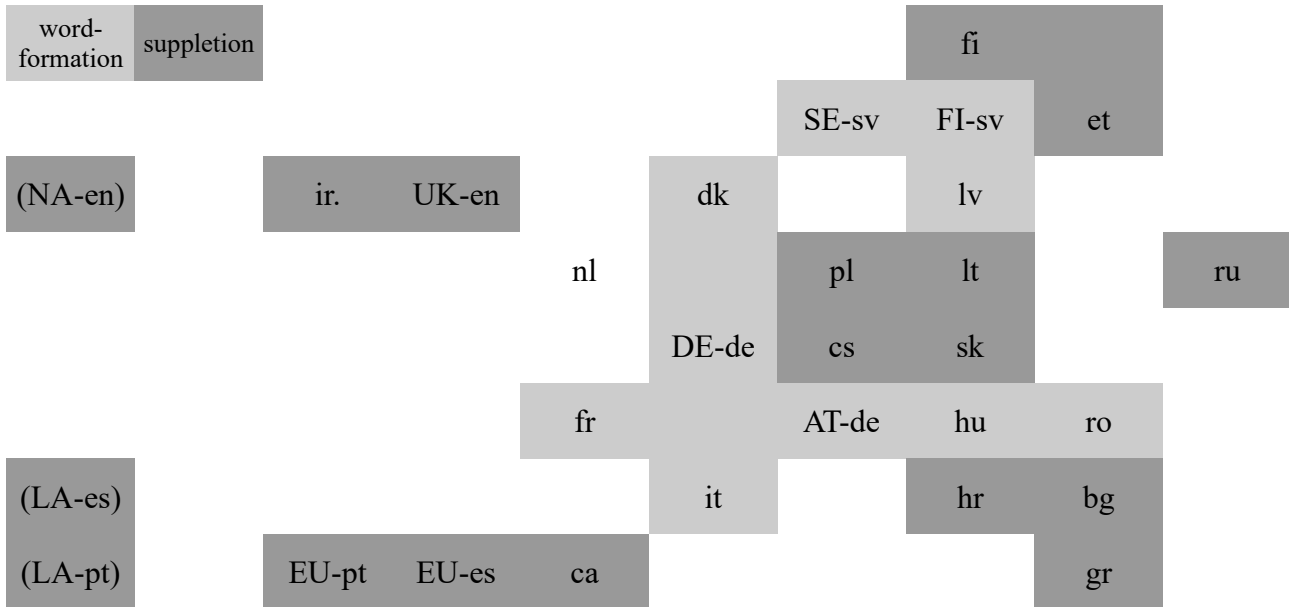 word-
formation
suppletion
fi
SE-sv FI-sv et
(NA-en) ir. UK-en dk lv
nl pl lt ru
DE-de cs sk
fr AT-de hu ro
(LA-es) it hr bg
(LA-pt) EU-pt EU-es ca gr